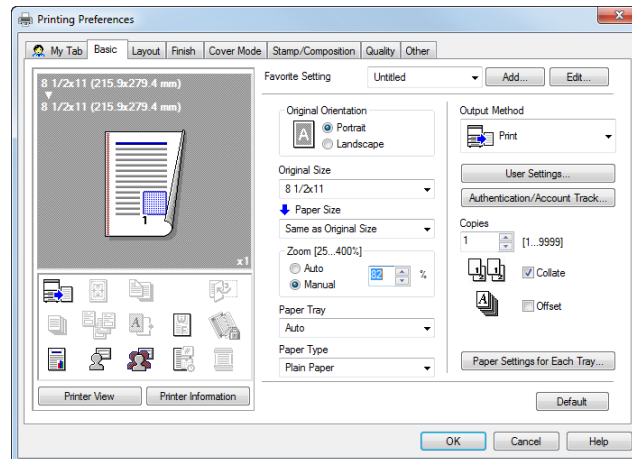 Printing Preferences
My Tab
Basic
Layout
Finish
Cover Mode
Stamp/Composition
Quality
Other
8 1/2x11 (215.9x279.4 mm)
8 1/2x11 (215.9x279.4 mm)
1
x1
Printer View
Printer Information
Favorite Setting
Untitled
Add...
Edit...
Original Orientation
A
Portrait
Landscape
Original Size
8 1/2x11
Paper Size
Same as Original Size
Zoom [25...400%]
Auto
Manual
82
%
Paper Tray
Auto
Paper Type
Plain Paper
Output Method
Print
User Settings...
Authentication/Account Track...
Copies
1
[1...9999]
Collate
Offset
Paper Settings for Each Tray...
Default
OK
Cancel
Help